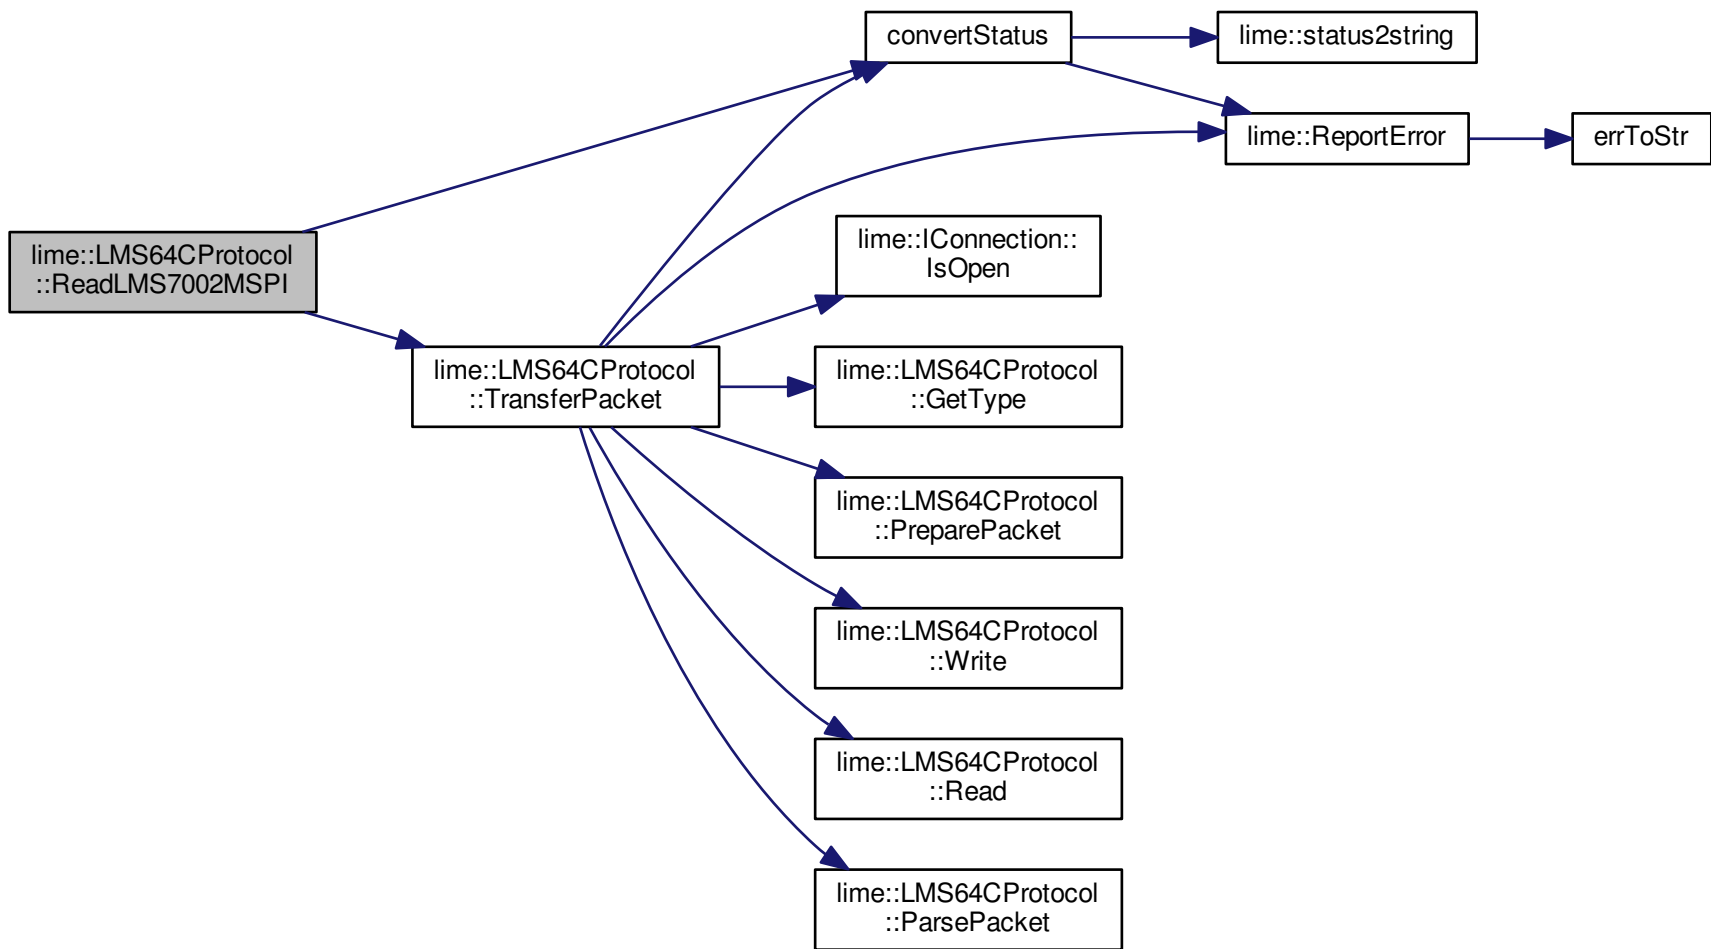 convertStatus
lime::status2string
lime::ReportError
errToStr
lime::LMS64CProtocol
::ReadLMS7002MSPI
lime::IConnection::
IsOpen
lime::LMS64CProtocol
::TransferPacket
lime::LMS64CProtocol
::GetType
lime::LMS64CProtocol
::PreparePacket
lime::LMS64CProtocol
::Write
lime::LMS64CProtocol
::Read
lime::LMS64CProtocol
::ParsePacket